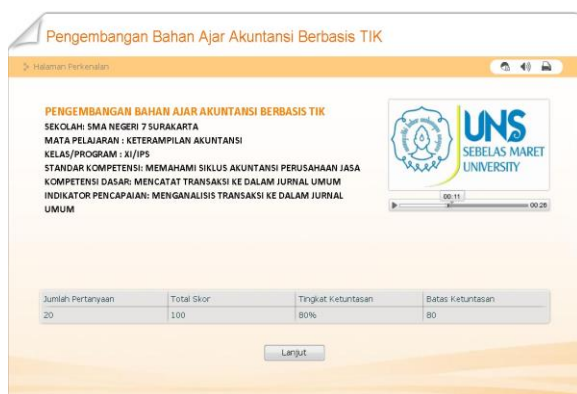 Pengembangan Bahan Ajar Akuntansi Berbasis TIK
Halaman Perkenalan
PENGEMBANGAN BAHAN AJAR AKUNTANSI BERBASIS TIK
SEKOLAH: SMA NEGERI 7 SURAKARTA
MATA PELAJARAN : KETERAMPILAN AKUNTANSI
KELAS/PROGRAM : XI/IPS
STANDAR KOMPETENSI: MEMAHAMI SIKLUS AKUNTANSI PERUSAHAAN JASA
KOMPETENSI DASAR: MENCATAT TRANSAKSI KE DALAM JURNAL UMUM
INDIKATOR PENCAPAIAN: MENGANALISIS TRANSAKSI KE DALAM JURNAL
UMUM
UNS
SEBELAS MARET
UNIVERSITY
00:11
00:28
Jumlah Pertanyaan Total Skor Tingkat Ketuntasan Batas Ketuntasan
20 100 80% 80
Lanjut